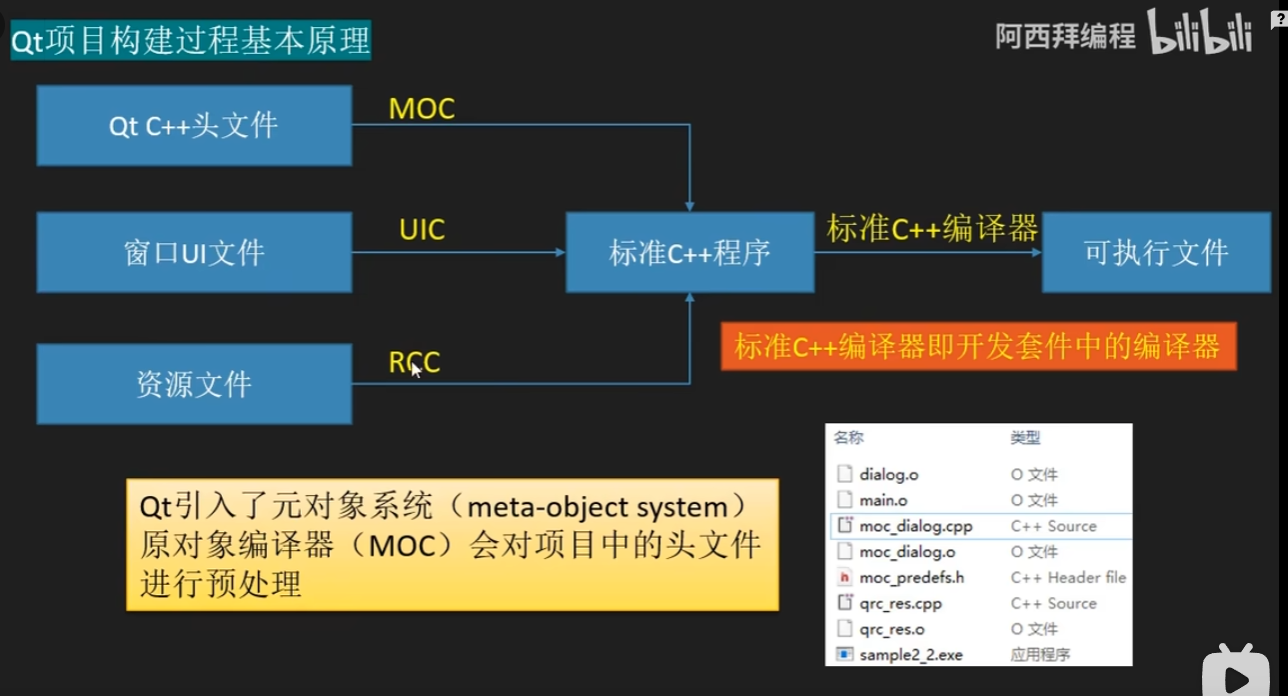 Qt项目构建过程基本原理
阿西拜编程 bilibili
?
Qt C++头文件
MOC
窗口UI文件
UIC
标准C++程序
标准C++编译器
可执行文件
资源文件
RCC
标准C++编译器即开发套件中的编译器
Qt引入了元对象系统（meta-object system）
原对象编译器（MOC）会对项目中的头文件
进行预处理
名称 类型
dialog.o O 文件
main.o O 文件
moc_dialog.cpp C++ Source
moc_dialog.o O 文件
moc_predefs.h C++ Header file
qrc_res.cpp C++ Source
qrc_res.o O 文件
sample2_2.exe 应用程序